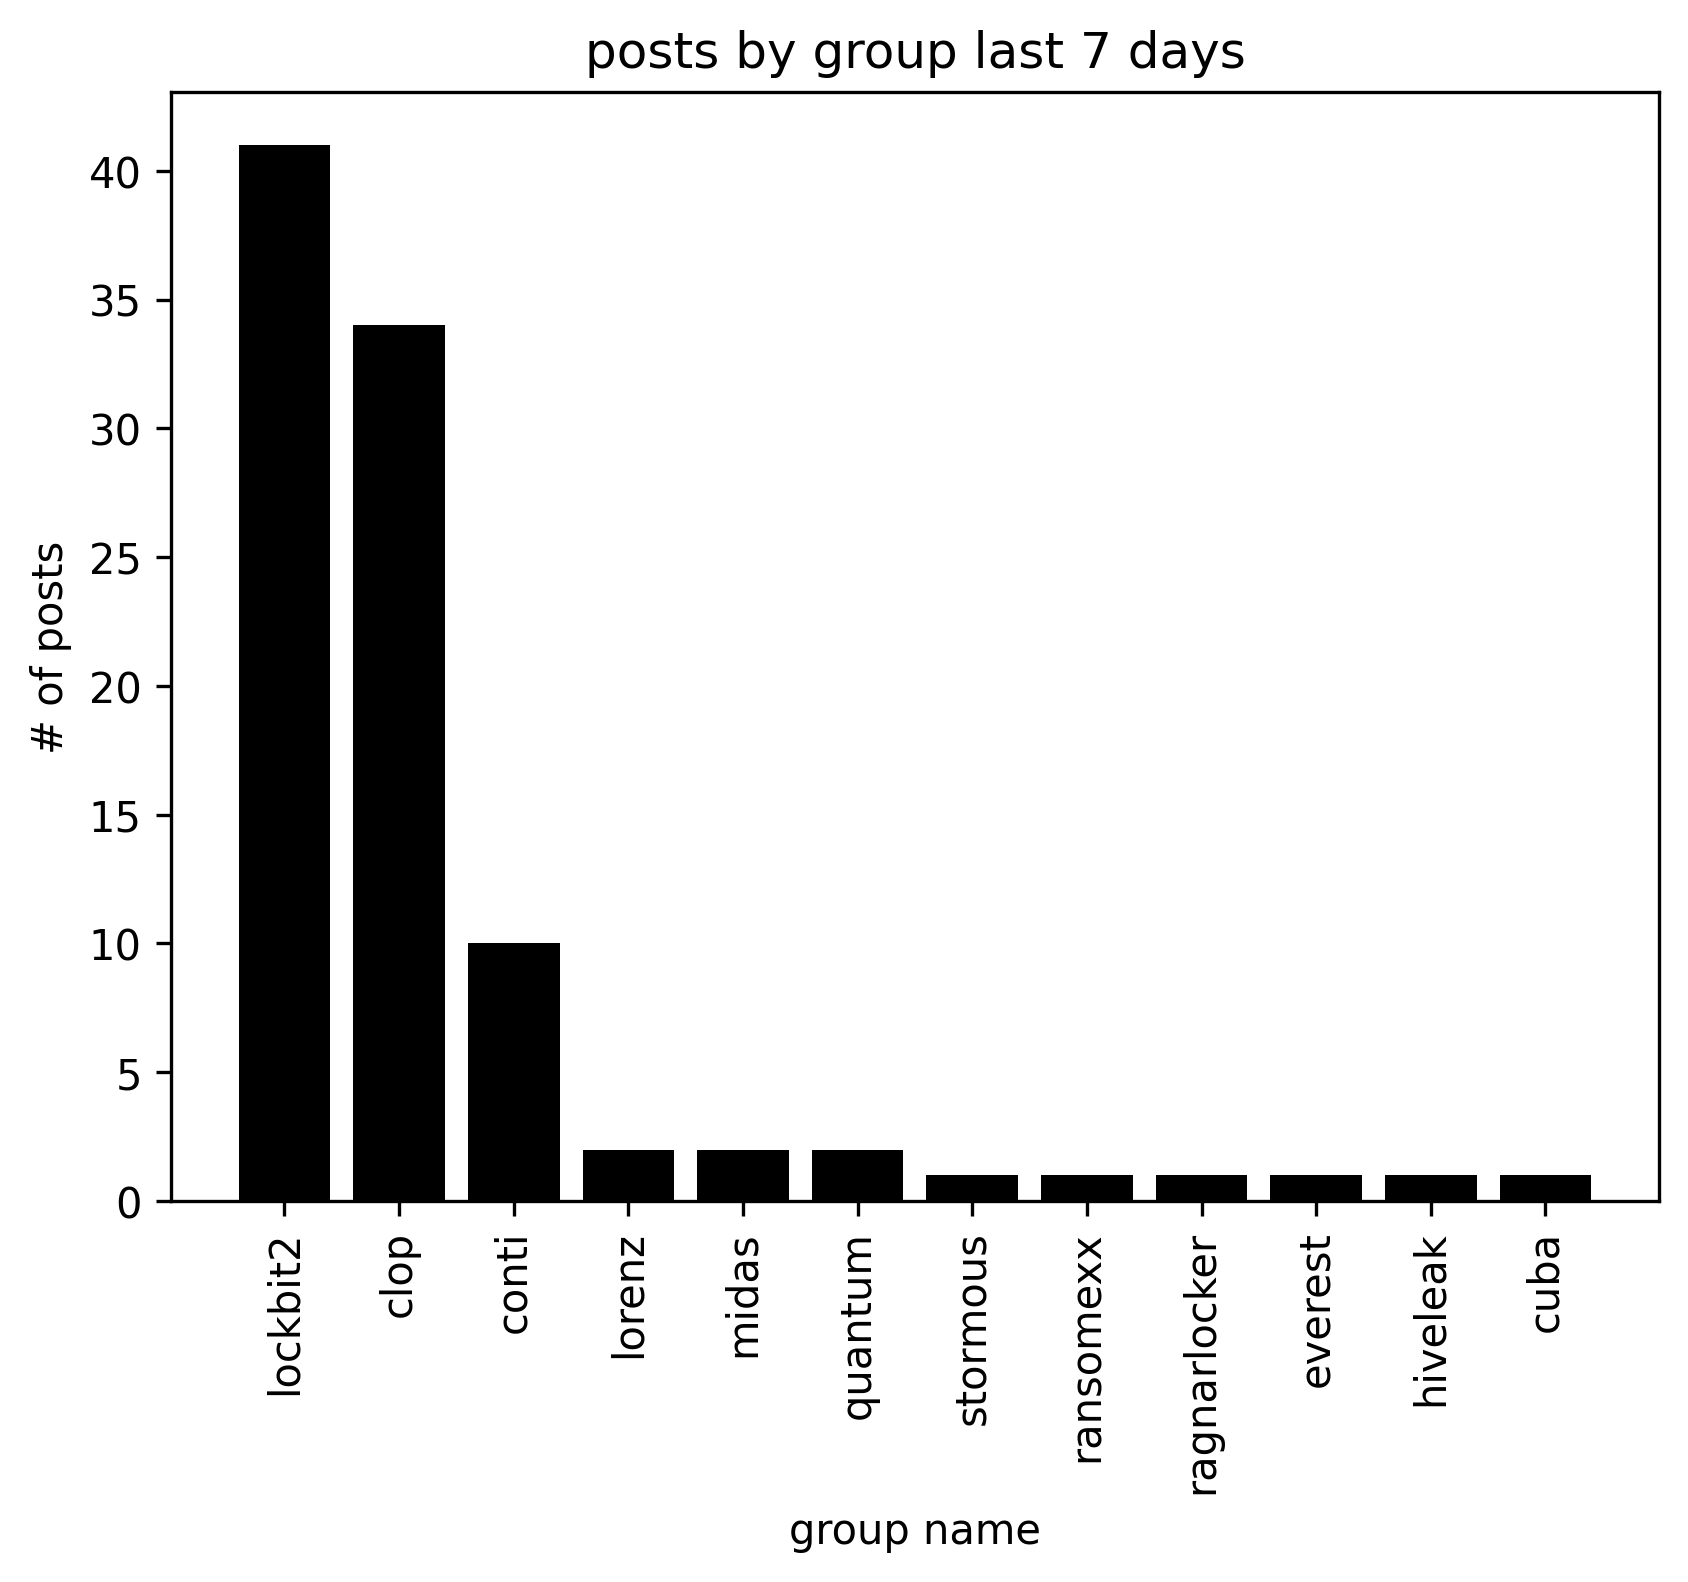 posts by group last 7 days
# of posts
40
35
30
25
20
15
10
5
0
lockbit2
clop
conti
lorenz
midas
quantum
stormous
ransomexx
ragnarlocker
everest
hiveleak
cuba
group name